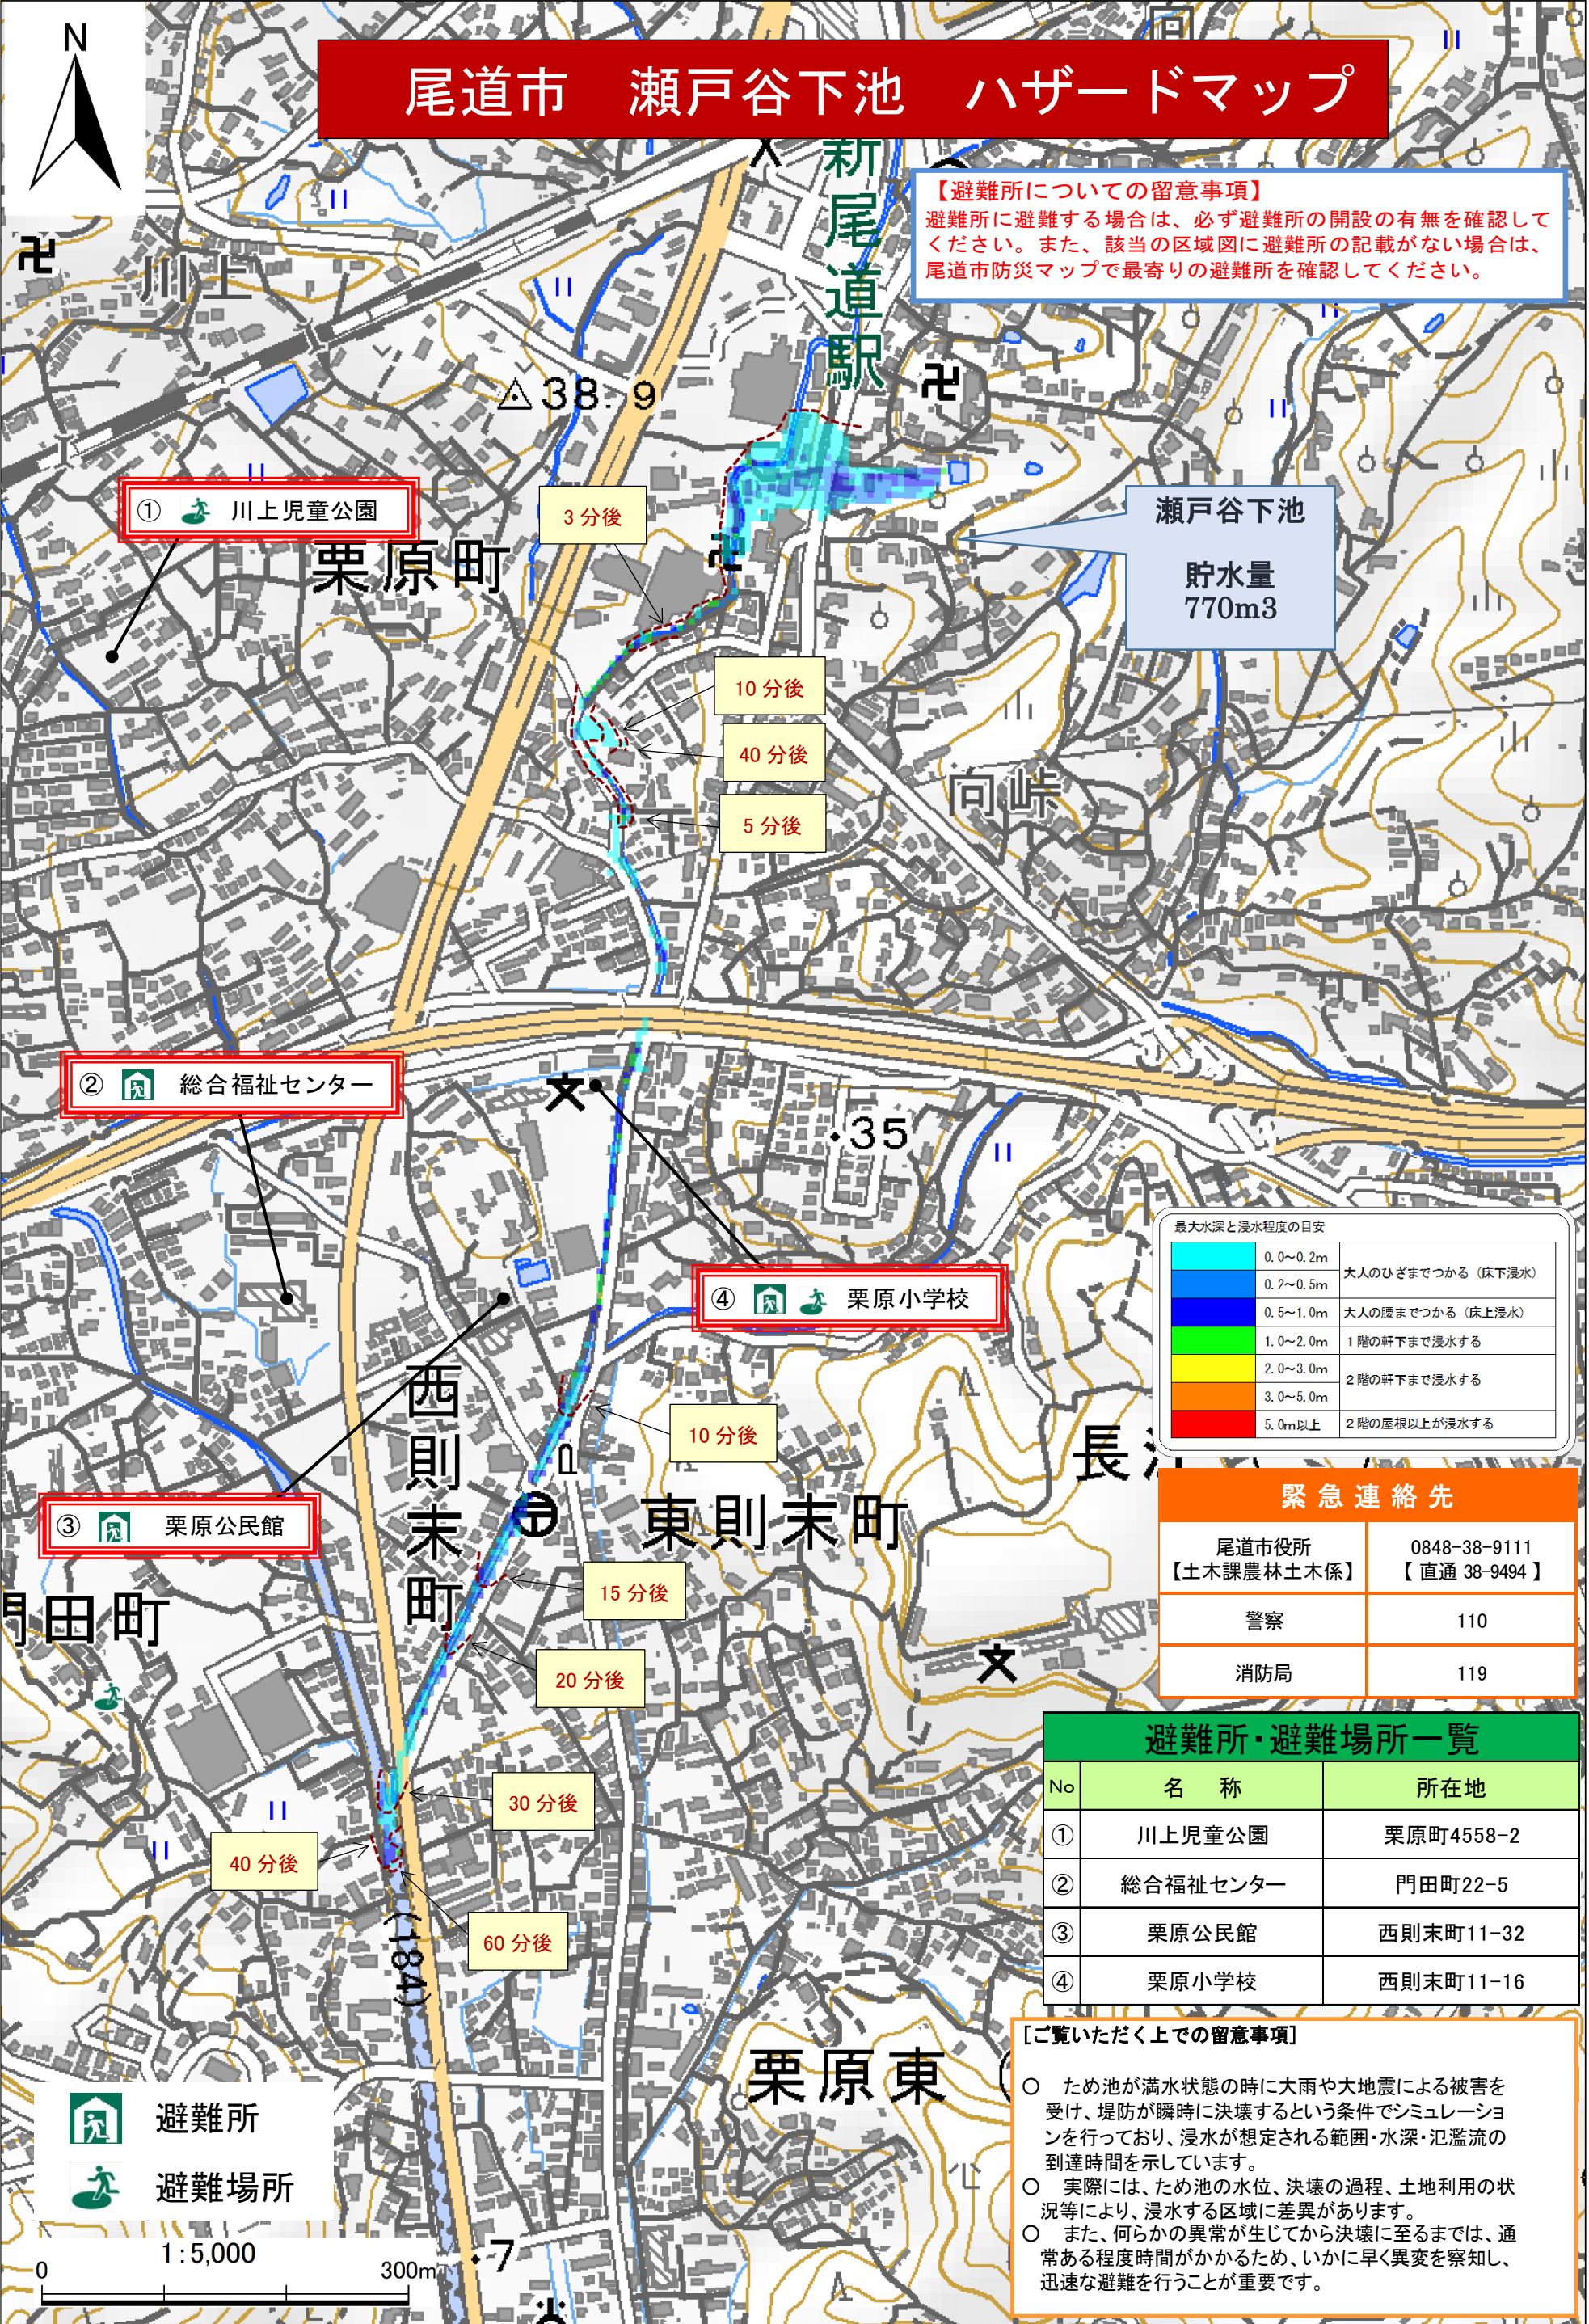 N
尾道市　瀬戸谷下池　ハザードマップ
【避難所についての留意事項】
避難所に避難する場合は、必ず避難所の開設の有無を確認して
ください。また、該当の区域図に避難所の記載がない場合は、
尾道市防災マップで最寄りの避難所を確認してください。
新尾道駅
川上
38.9
① 川上児童公園
栗原町
3分後
瀬戸谷下池
貯水量
770m3
10分後
40分後
5分後
向峠
② 総合福祉センター
35
④ 栗原小学校
西則末町
10分後
③ 栗原公民館
東則末町
15分後
門田町
20分後
30分後
40分後
60分後
(184)
栗原東
7
最大水深と浸水程度の目安
0.0～0.2m
大人のひざまでつかる（床下浸水）
0.2～0.5m
0.5～1.0m 大人の腰までつかる（床上浸水）
1.0～2.0m １階の軒下まで浸水する
2.0～3.0m
２階の軒下まで浸水する
3.0～5.0m
5.0m以上 ２階の屋根以上が浸水する
長
緊急連絡先
尾道市役所 0848-38-9111
【土木課農林土木係】 【 直通 38-9494 】
警察 110
消防局 119
避難所・避難場所一覧
No 名　称 所在地
① 川上児童公園 栗原町4558-2
② 総合福祉センター 門田町22-5
③ 栗原公民館 西則末町11-32
④ 栗原小学校 西則末町11-16
[ご覧いただく上での留意事項]
○　ため池が満水状態の時に大雨や大地震による被害を
受け、堤防が瞬時に決壊するという条件でシミュレーショ
ンを行っており、浸水が想定される範囲・水深・氾濫流の
到達時間を示しています。
○　実際には、ため池の水位、決壊の過程、土地利用の状
況等により、浸水する区域に差異があります。
○　また、何らかの異常が生じてから決壊に至るまでは、通
常ある程度時間がかかるため、いかに早く異変を察知し、
迅速な避難を行うことが重要です。
避難所
避難場所
1:5,000
0 300m